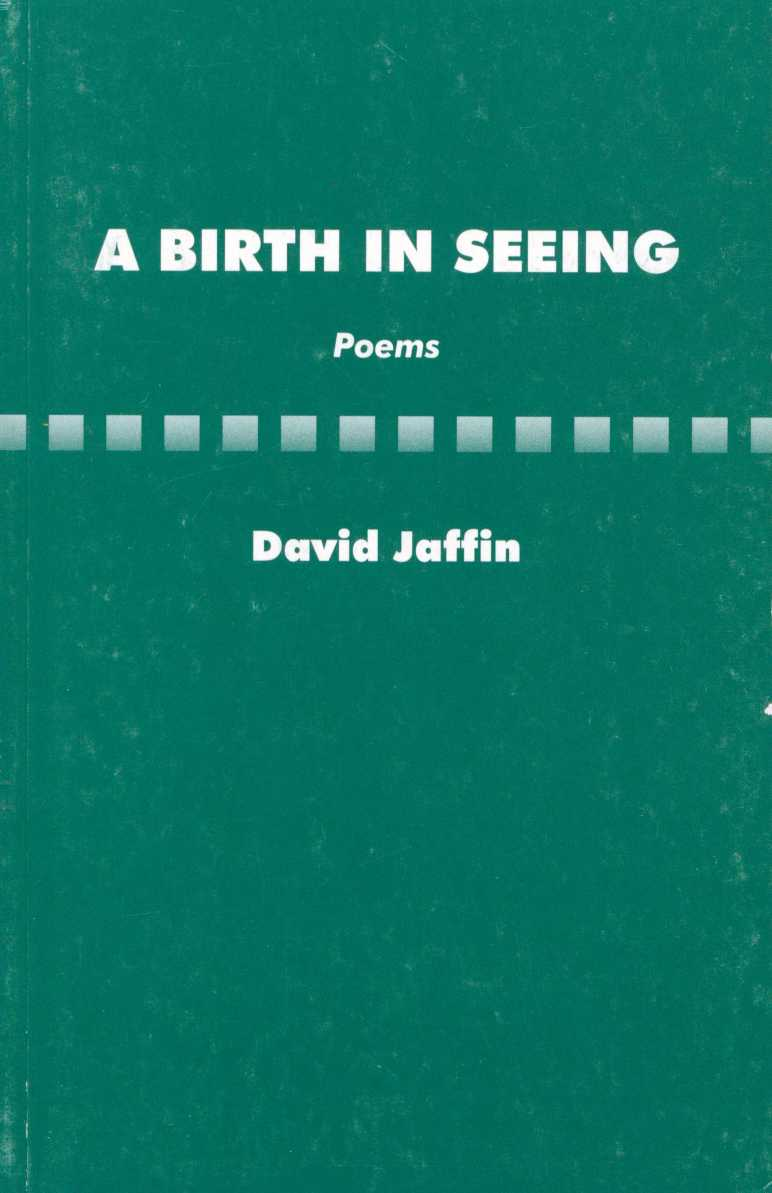 A BIRTH IN SEEING
Poems
David Jaffin